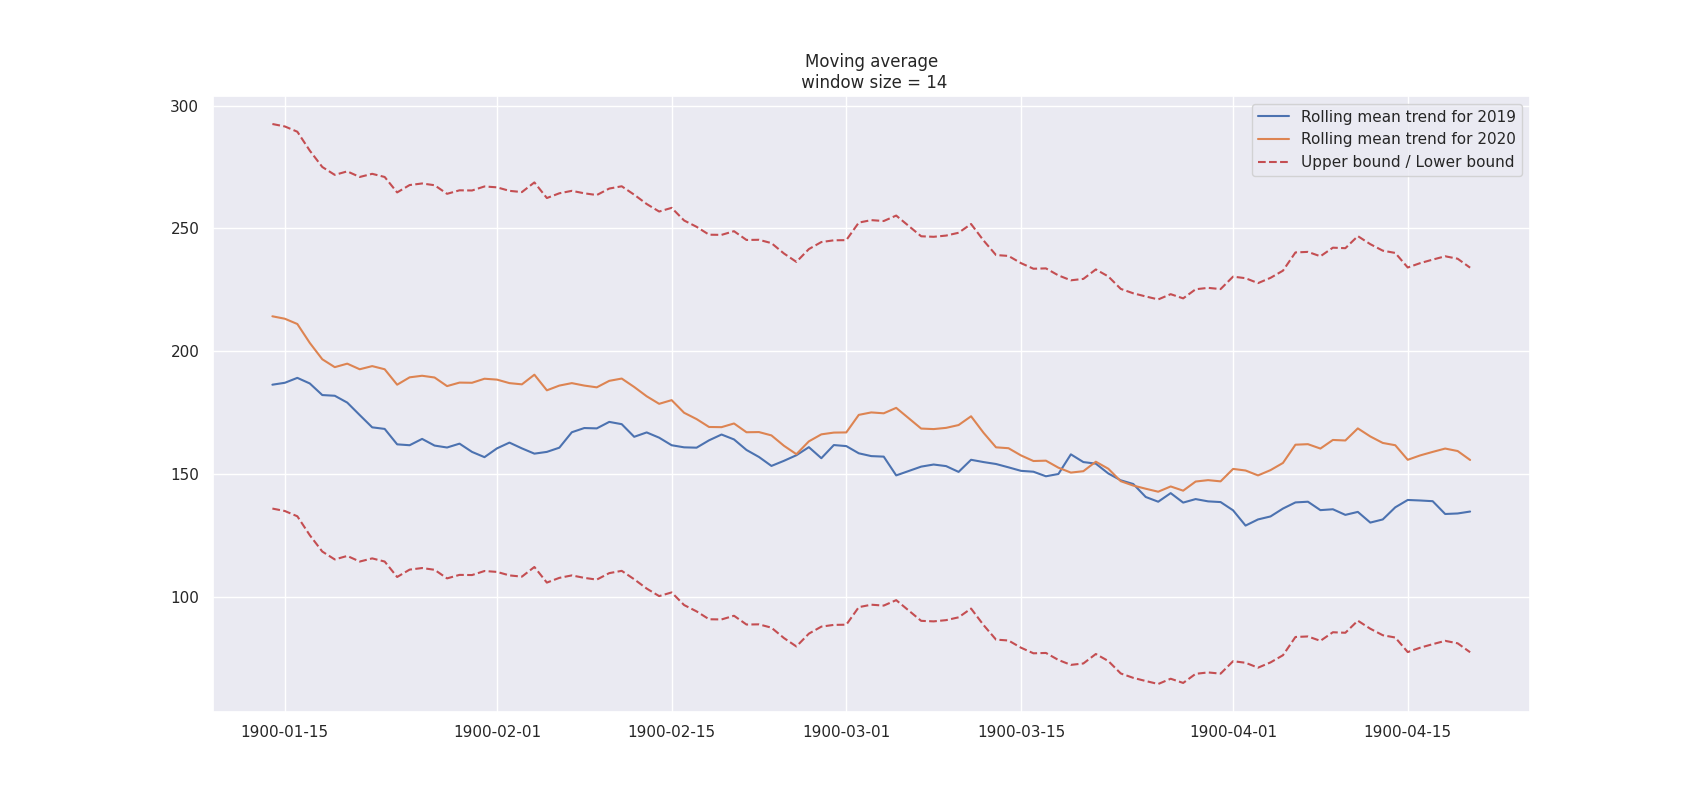 Moving average
window size = 14
Rolling mean trend for 2019
Rolling mean trend for 2020
Upper bound / Lower bound
300
250
200
150
100
1900-01-15
1900-02-01
1900-02-15
1900-03-01
1900-03-15
1900-04-01
1900-04-15